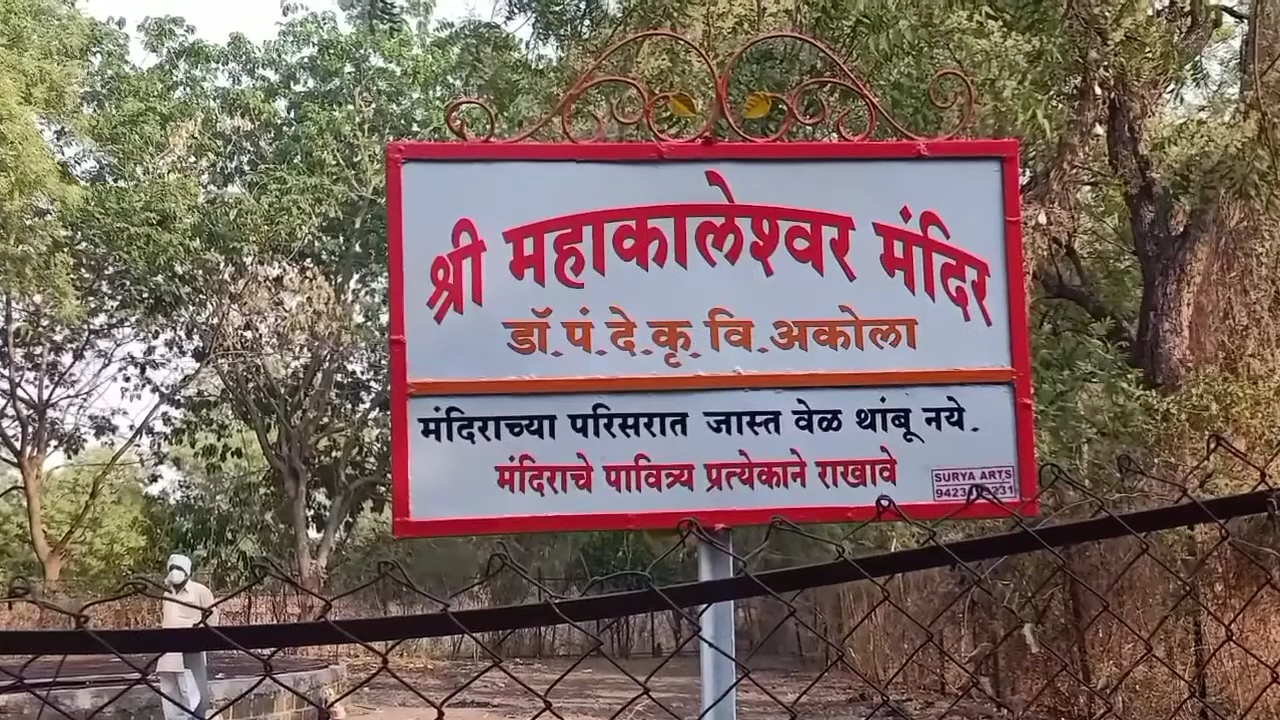 श्री महाकालेश्वर मंदिर
डॉ.पं.दे.कृ.वि.अकोला
मंदिराच्या परिसरात जास्त वेळ थांबू नये.
मंदिराचे पावित्र्य प्रत्येकाने राखावे
SURYA ARTS